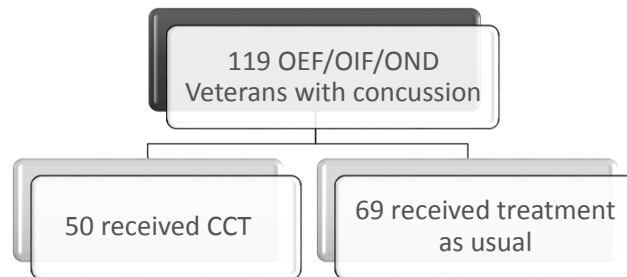 119 OEF/OIF/OND
Veterans with concussion
50 received CCT
69 received treatment
as usual